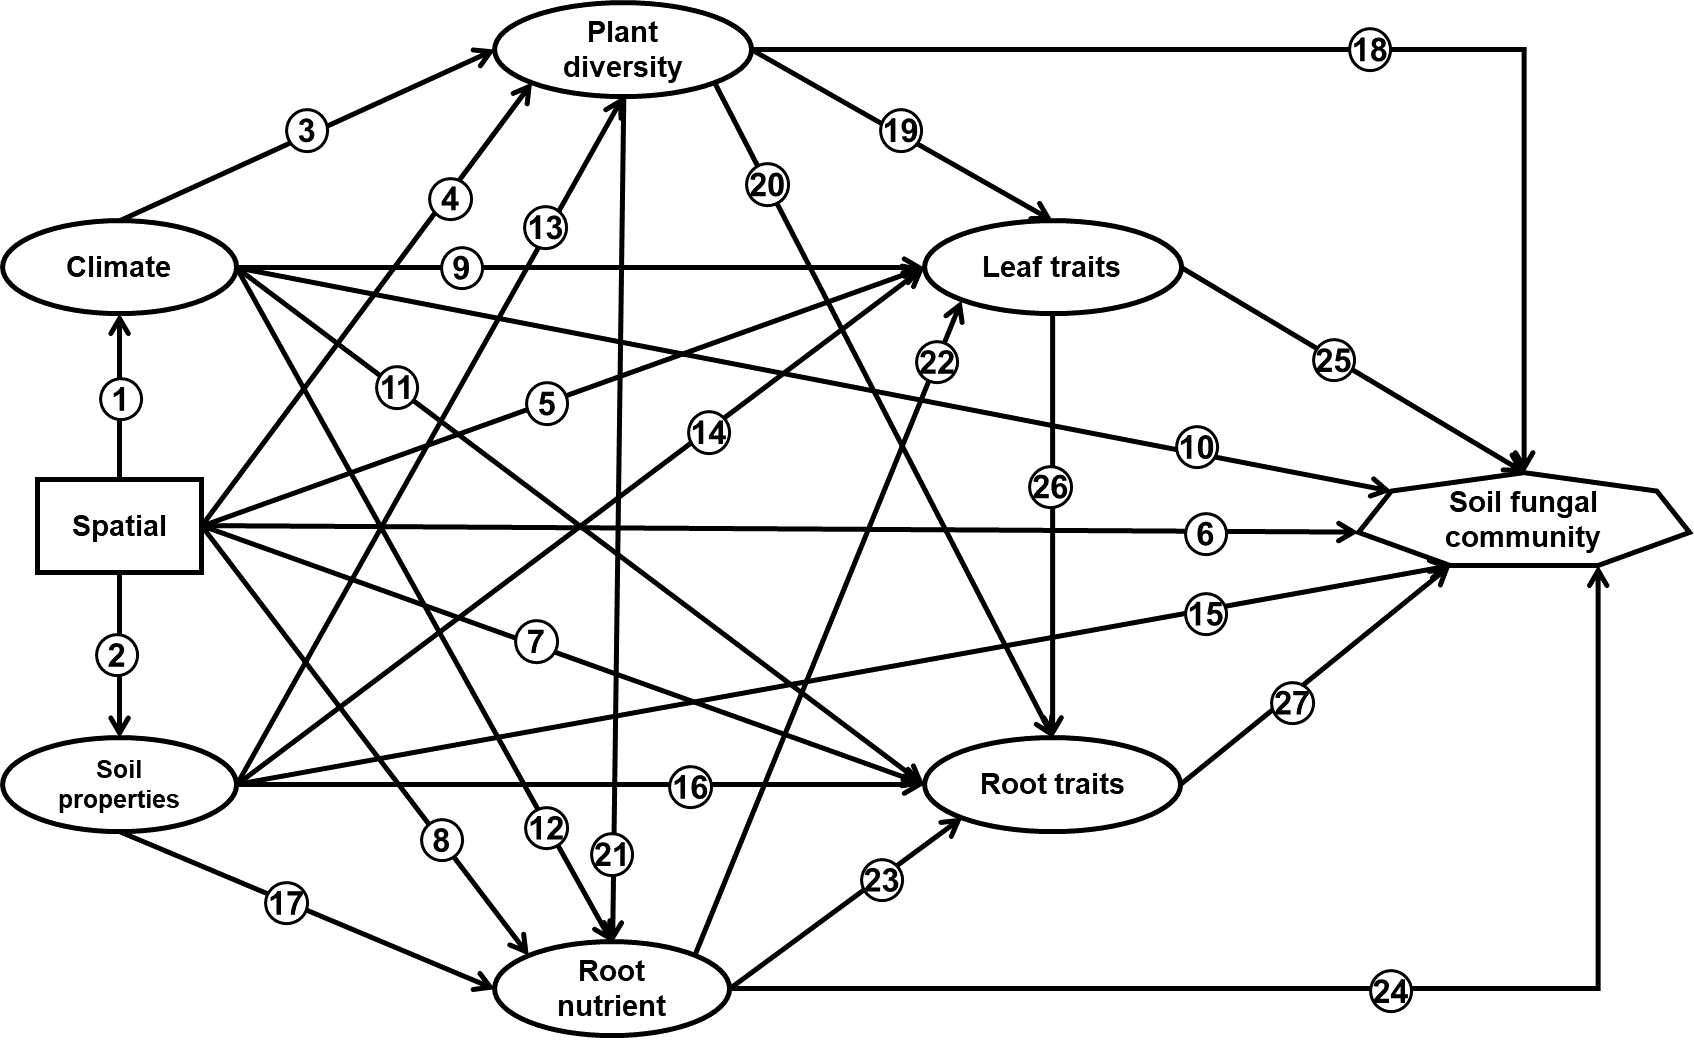 Plant
diversity
18
3
19
4
20
13
Climate
9
Leaf traits
22
25
11
1
5
14
10
26
Spatial
6
Soil fungal
community
15
7
2
27
Soil
properties
16
Root traits
8
12
21
23
17
Root
nutrient
24